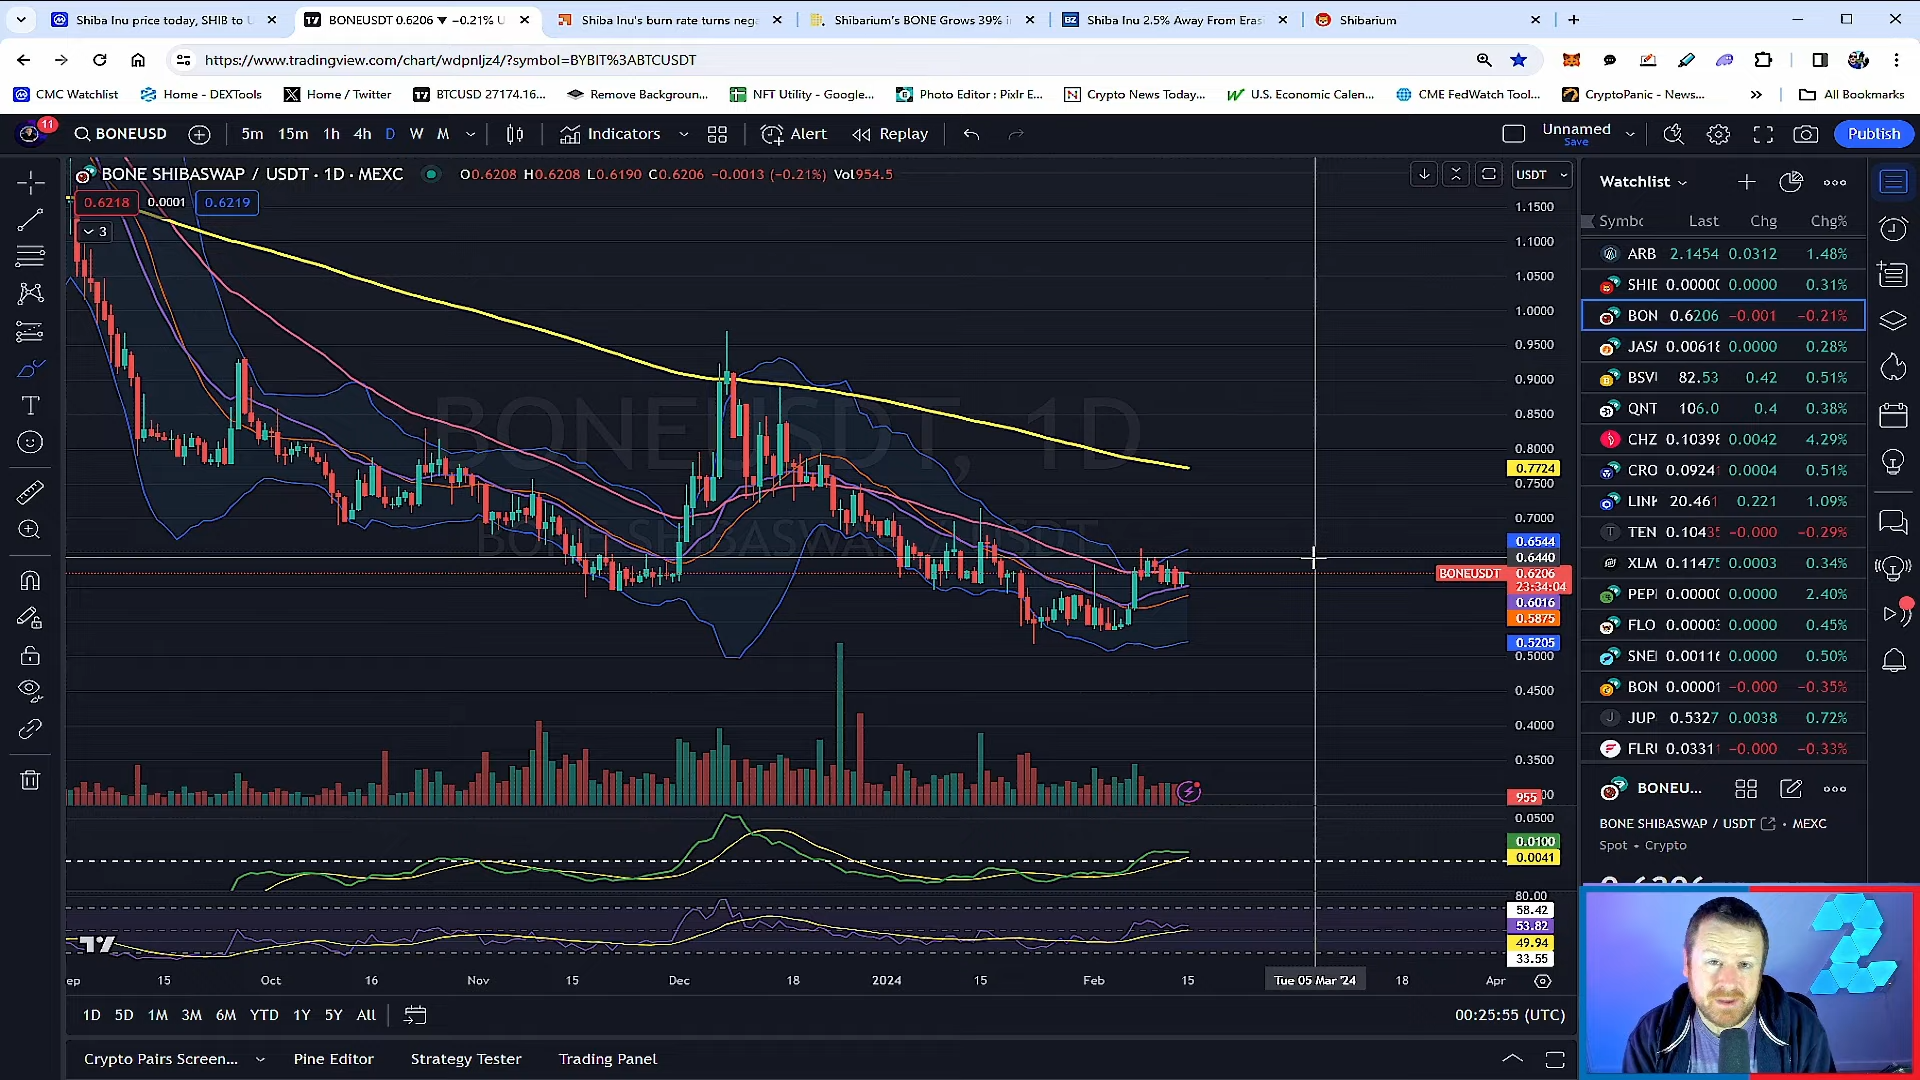 Shiba Inu price today, SHIB to U
BONEUSDT 0.6206 ▼ −0.21% U
Shiba Inu's burn rate turns neg
Shibarium's BONE Grows 39% i
Shiba Inu 2.5% Away From Eras
Shibarium
https://www.tradingview.com/chart/wdpnljz4/?symbol=BYBIT%3ABTCUSDT
CMC Watchlist
Home - DEXTools
Home / Twitter
BTCUSD 27174.16...
Remove Backgroun...
NFT Utility - Google...
Photo Editor : Pixlr E...
Crypto News Today...
U.S. Economic Calen...
CME FedWatch Tool...
CryptoPanic - News...
All Bookmarks
11
BONEUSD
5m 15m 1h 4h D W M
Indicators
Alert
Replay
Unnamed
Save
Publish
BONE SHIBASWAP / USDT · 1D · MEXC
O0.6208 H0.6208 L0.6190 C0.6206 −0.0013 (−0.21%) Vol954.5
USDT
0.6218 0.0001 0.6219
3
BONEUSDT, 1D
BONE SHIBASWAP / USDT
1.1500
1.1000
1.0500
1.0000
0.9500
0.9000
0.8500
0.8000
0.7724
0.7500
0.7000
0.6544
0.6440
BONEUSDT 0.6206
23:34:04
0.6016
0.5875
0.5205
0.5000
0.4500
0.4000
0.3500
955
0.0500
0.0100
0.0041
80.00
58.42
53.82
49.94
33.55
ep 15 Oct 16 Nov 15 Dec 18 2024 15 Feb 15 Tue 05 Mar '24 18 Apr
1D 5D 1M 3M 6M YTD 1Y 5Y All
00:25:55 (UTC)
Crypto Pairs Screen...
Pine Editor
Strategy Tester
Trading Panel
Watchlist
Symbo Last Chg Chg%
ARB 2.1454 0.0312 1.48%
SHIE 0.0000 0.0000 0.31%
BON 0.6206 −0.001 −0.21%
JAS 0.0061 0.0000 0.28%
BSV 82.53 0.42 0.51%
QNT 106.0 0.4 0.38%
CHZ 0.1039 0.0042 4.29%
CRO 0.0924 0.0004 0.51%
LIN 20.461 0.221 1.09%
TEN 0.1043 −0.000 −0.29%
XLM 0.1147 0.0003 0.34%
PEP 0.0000 0.0000 2.40%
FLO 0.0000 0.0000 0.45%
SNE 0.0011 0.0000 0.50%
BON 0.00001 −0.000 −0.35%
JUP 0.5327 0.0038 0.72%
FLR 0.0331 −0.000 −0.33%
BONEU...
BONE SHIBASWAP / USDT · MEXC
Spot · Crypto